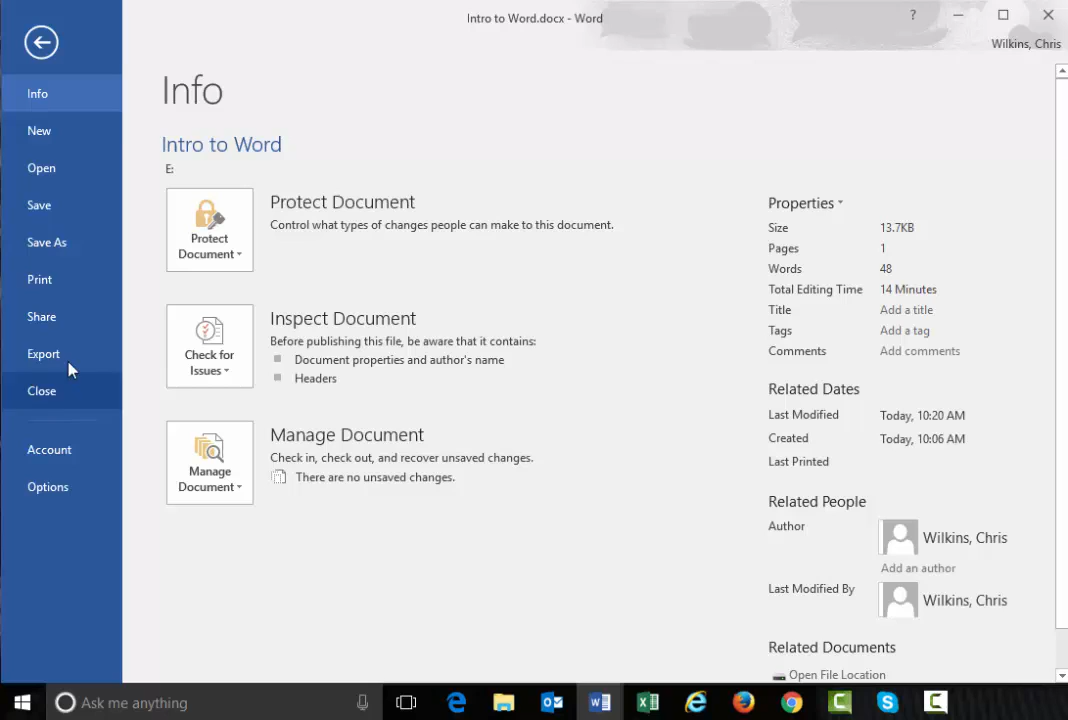 Intro to Word.docx - Word
?
Wilkins, Chris
Info
New
Open
Save
Save As
Print
Share
Export
Close
Account
Options
Info
Intro to Word
E:
Protect
Document
Protect Document
Control what types of changes people can make to this document.
Check for
Issues
Inspect Document
Before publishing this file, be aware that it contains:
Document properties and author's name
Headers
Manage
Document
Manage Document
Check in, check out, and recover unsaved changes.
There are no unsaved changes.
Properties
Size 13.7KB
Pages 1
Words 48
Total Editing Time 14 Minutes
Title Add a title
Tags Add a tag
Comments Add comments
Related Dates
Last Modified Today, 10:20 AM
Created Today, 10:06 AM
Last Printed
Related People
Author Wilkins, Chris
Add an author
Last Modified By Wilkins, Chris
Related Documents
Open File Location
Ask me anything